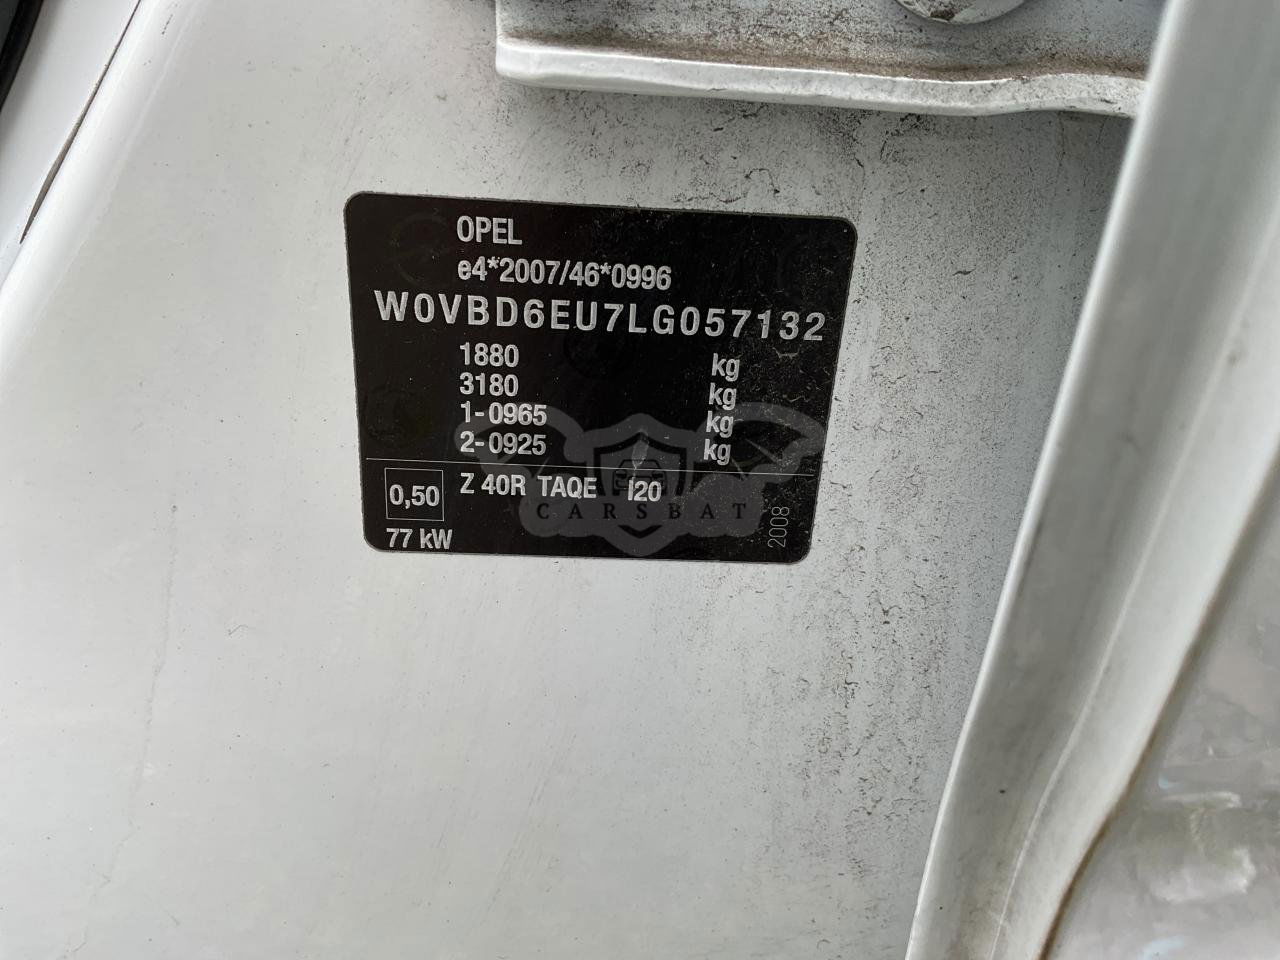 OPEL
e4*2007/46*0996
W0VBD6EU7LG057132
1880 kg
3180 kg
1-0965 kg
2-0925 kg
0,50 Z 40R TAQE I20
CARSBAT
77 kW
2008